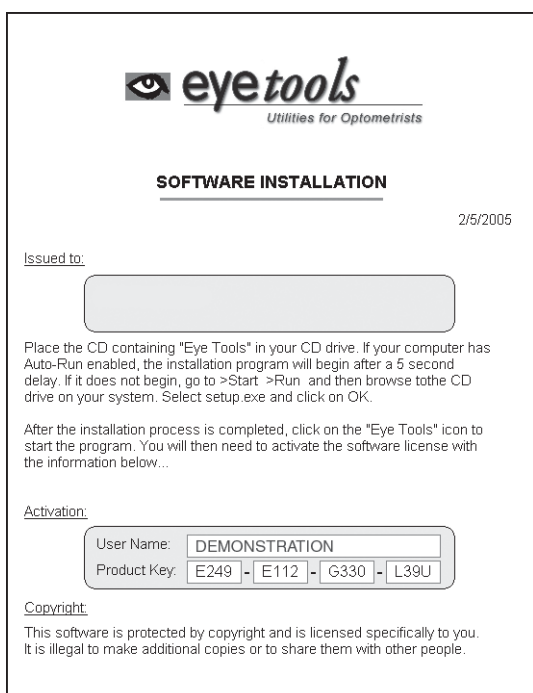 eyetools
Utilities for Optometrists
SOFTWARE INSTALLATION
2/5/2005
Issued to:
Place the CD containing "Eye Tools" in your CD drive. If your computer has
Auto-Run enabled, the installation program will begin after a 5 second
delay. If it does not begin, go to >Start >Run and then browse tothe CD
drive on your system. Select setup.exe and click on OK.
After the installation process is completed, click on the "Eye Tools" icon to
start the program. You will then need to activate the software license with
the information below...
Activation:
User Name: DEMONSTRATION
Product Key: E249 - E112 - G330 - L39U
Copyright:
This software is protected by copyright and is licensed specifically to you.
It is illegal to make additional copies or to share them with other people.